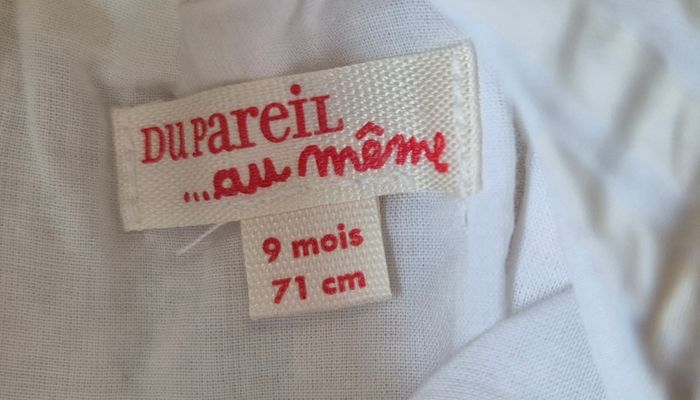 DUPAREIL
...au même
9 mois
71 cm